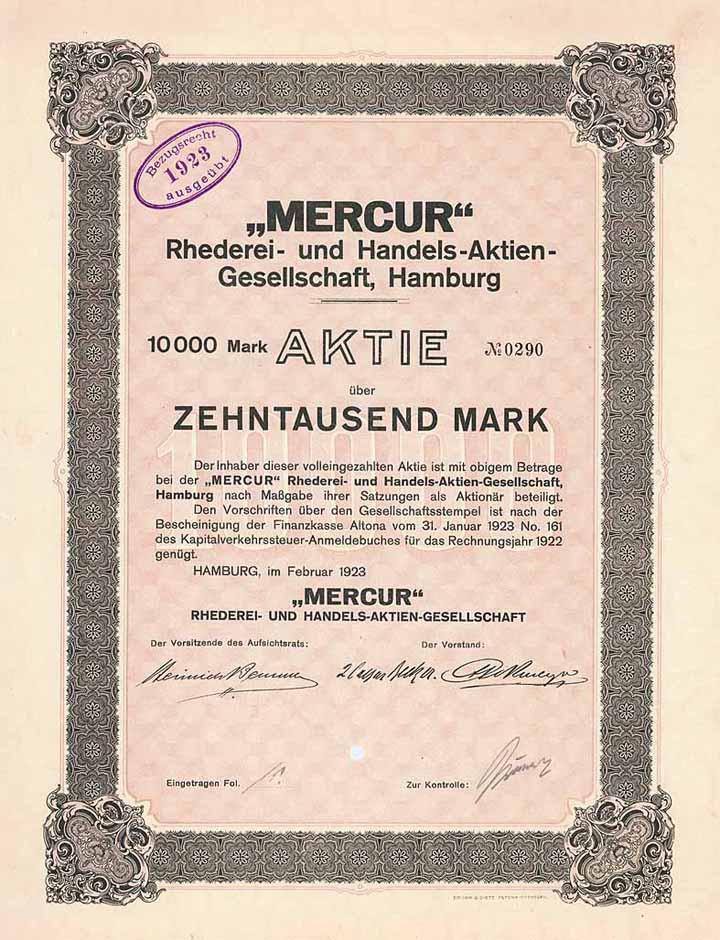 Bezugsrecht
1923
ausgeübt
„MERCUR“
Rhederei- und Handels-Aktien-
Gesellschaft, Hamburg
10000 Mark AKTIE № 0290
über
ZEHNTAUSEND MARK
10000
Der Inhaber dieser volleingezahlten Aktie ist mit obigem Betrage
bei der „MERCUR“ Rhederei- und Handels-Aktien-Gesellschaft,
Hamburg nach Maßgabe ihrer Satzungen als Aktionär beteiligt.
Den Vorschriften über den Gesellschaftsstempel ist nach der
Bescheinigung der Finanzkasse Altona vom 31. Januar 1923 No. 161
des Kapitalverkehrssteuer-Anmeldebuches für das Rechnungsjahr 1922
genügt.
HAMBURG, im Februar 1923
„MERCUR“
RHEDEREI- UND HANDELS-AKTIEN-GESELLSCHAFT
Der Vorsitzende des Aufsichtsrats: Der Vorstand:
Heinrich
Eingetragen Fol. Zur Kontrolle: